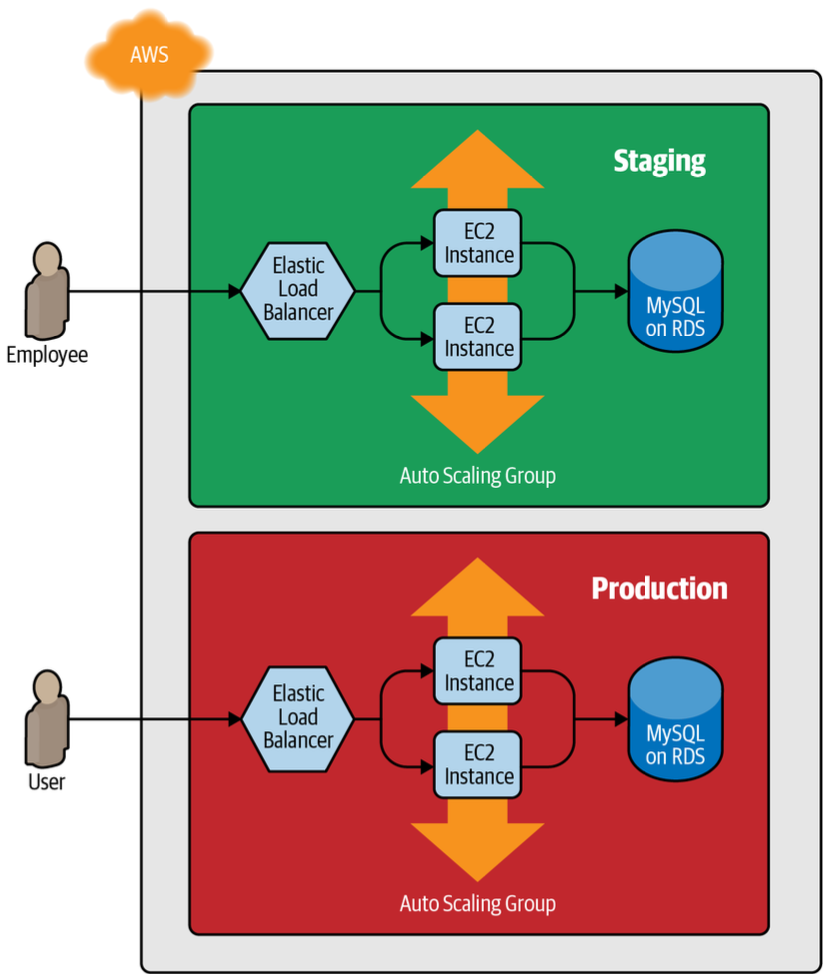 AWS
Staging
EC2
Instance
Elastic
Load
Balancer
EC2
Instance
MySQL
on RDS
Employee
Auto Scaling Group
Production
EC2
Instance
Elastic
Load
Balancer
EC2
Instance
MySQL
on RDS
User
Auto Scaling Group